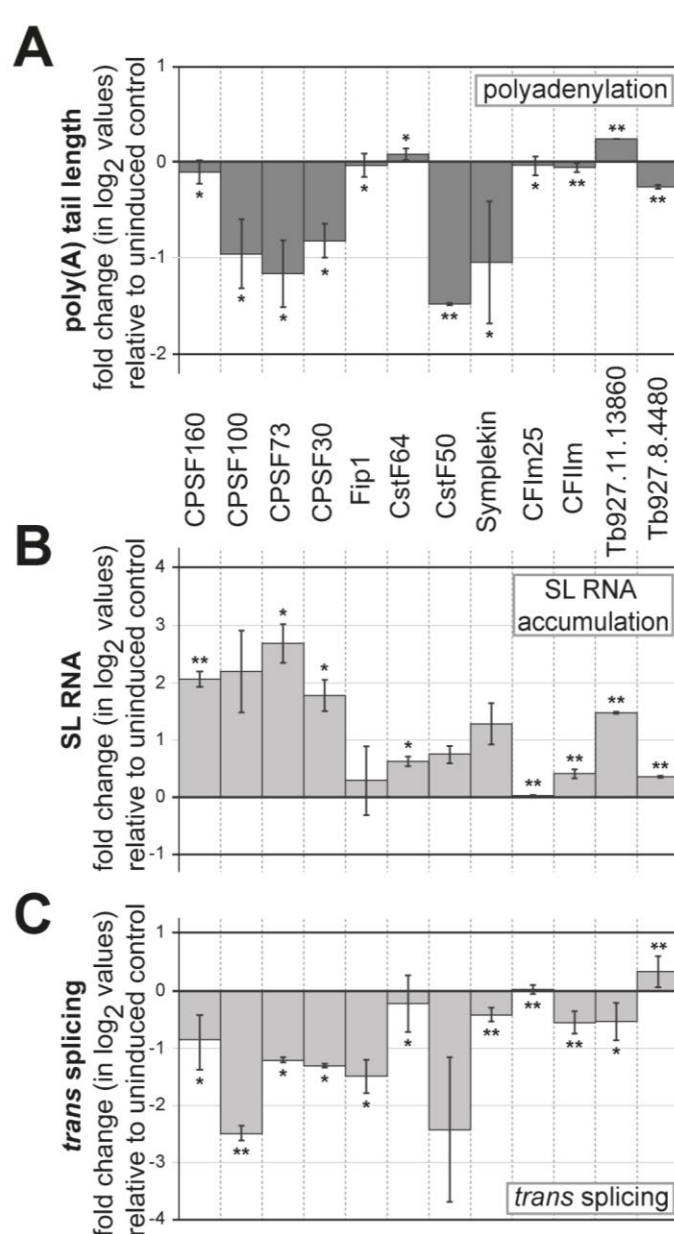 A
poly(A) tail length
fold change (in log2 values)
relative to uninduced control
1
0
-1
-2
polyadenylation
*
*
*
*
*
*
**
*
*
**
**
**
CPSF160
CPSF100
CPSF73
CPSF30
Fip1
CstF64
CstF50
Symplekin
CFIm25
CFIIm
Tb927.11.13860
Tb927.8.4480
B
SL RNA
fold change (in log2 values)
relative to uninduced control
4
3
2
1
0
-1
SL RNA
accumulation
**
*
*
*
**
**
**
**
C
trans splicing
fold change (in log2 values)
relative to uninduced control
1
0
-1
-2
-3
-4
*
**
*
*
*
*
**
**
**
*
**
trans splicing